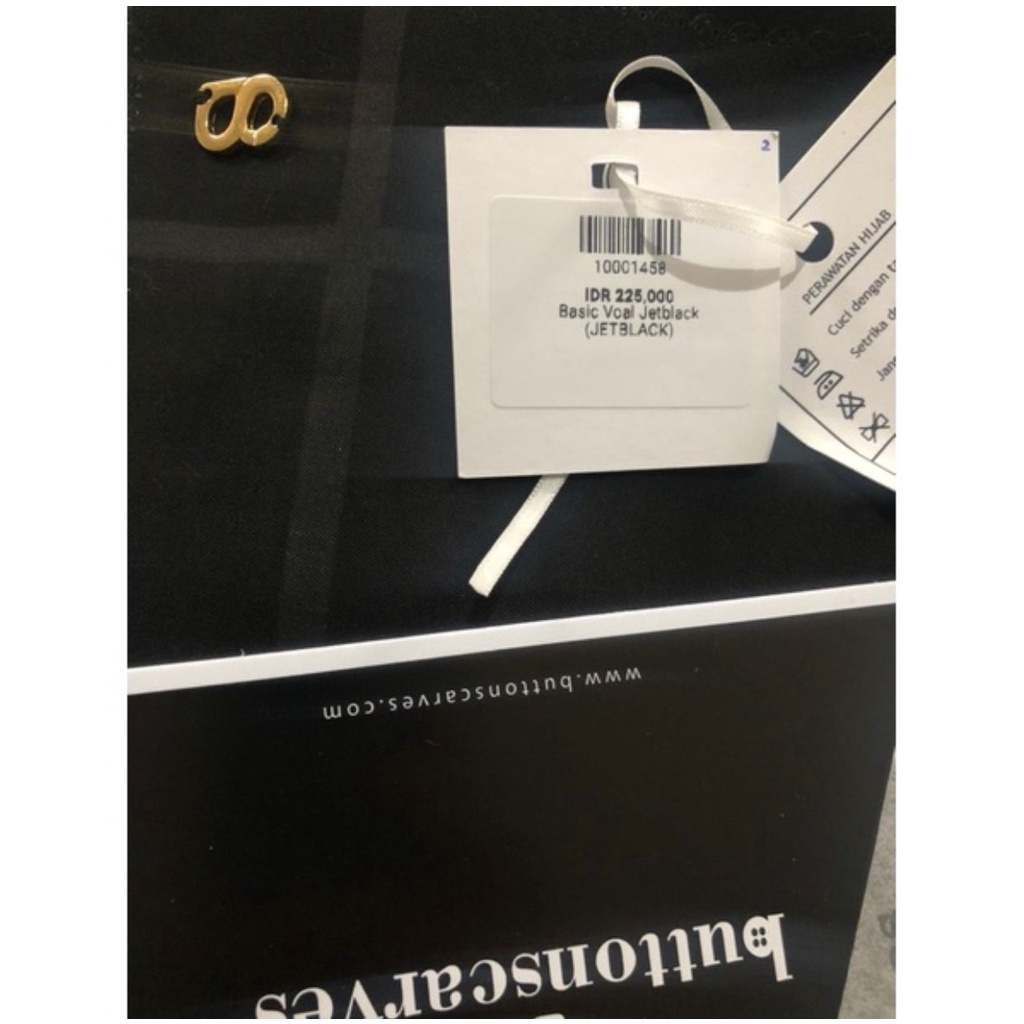 2
10001458
IDR 225,000
Basic Voal Jetblack
(JETBLACK)
PERAWATAN HIJAB
Cuci dengan
Setrika
www.buttonscarves.com
buttonscarves